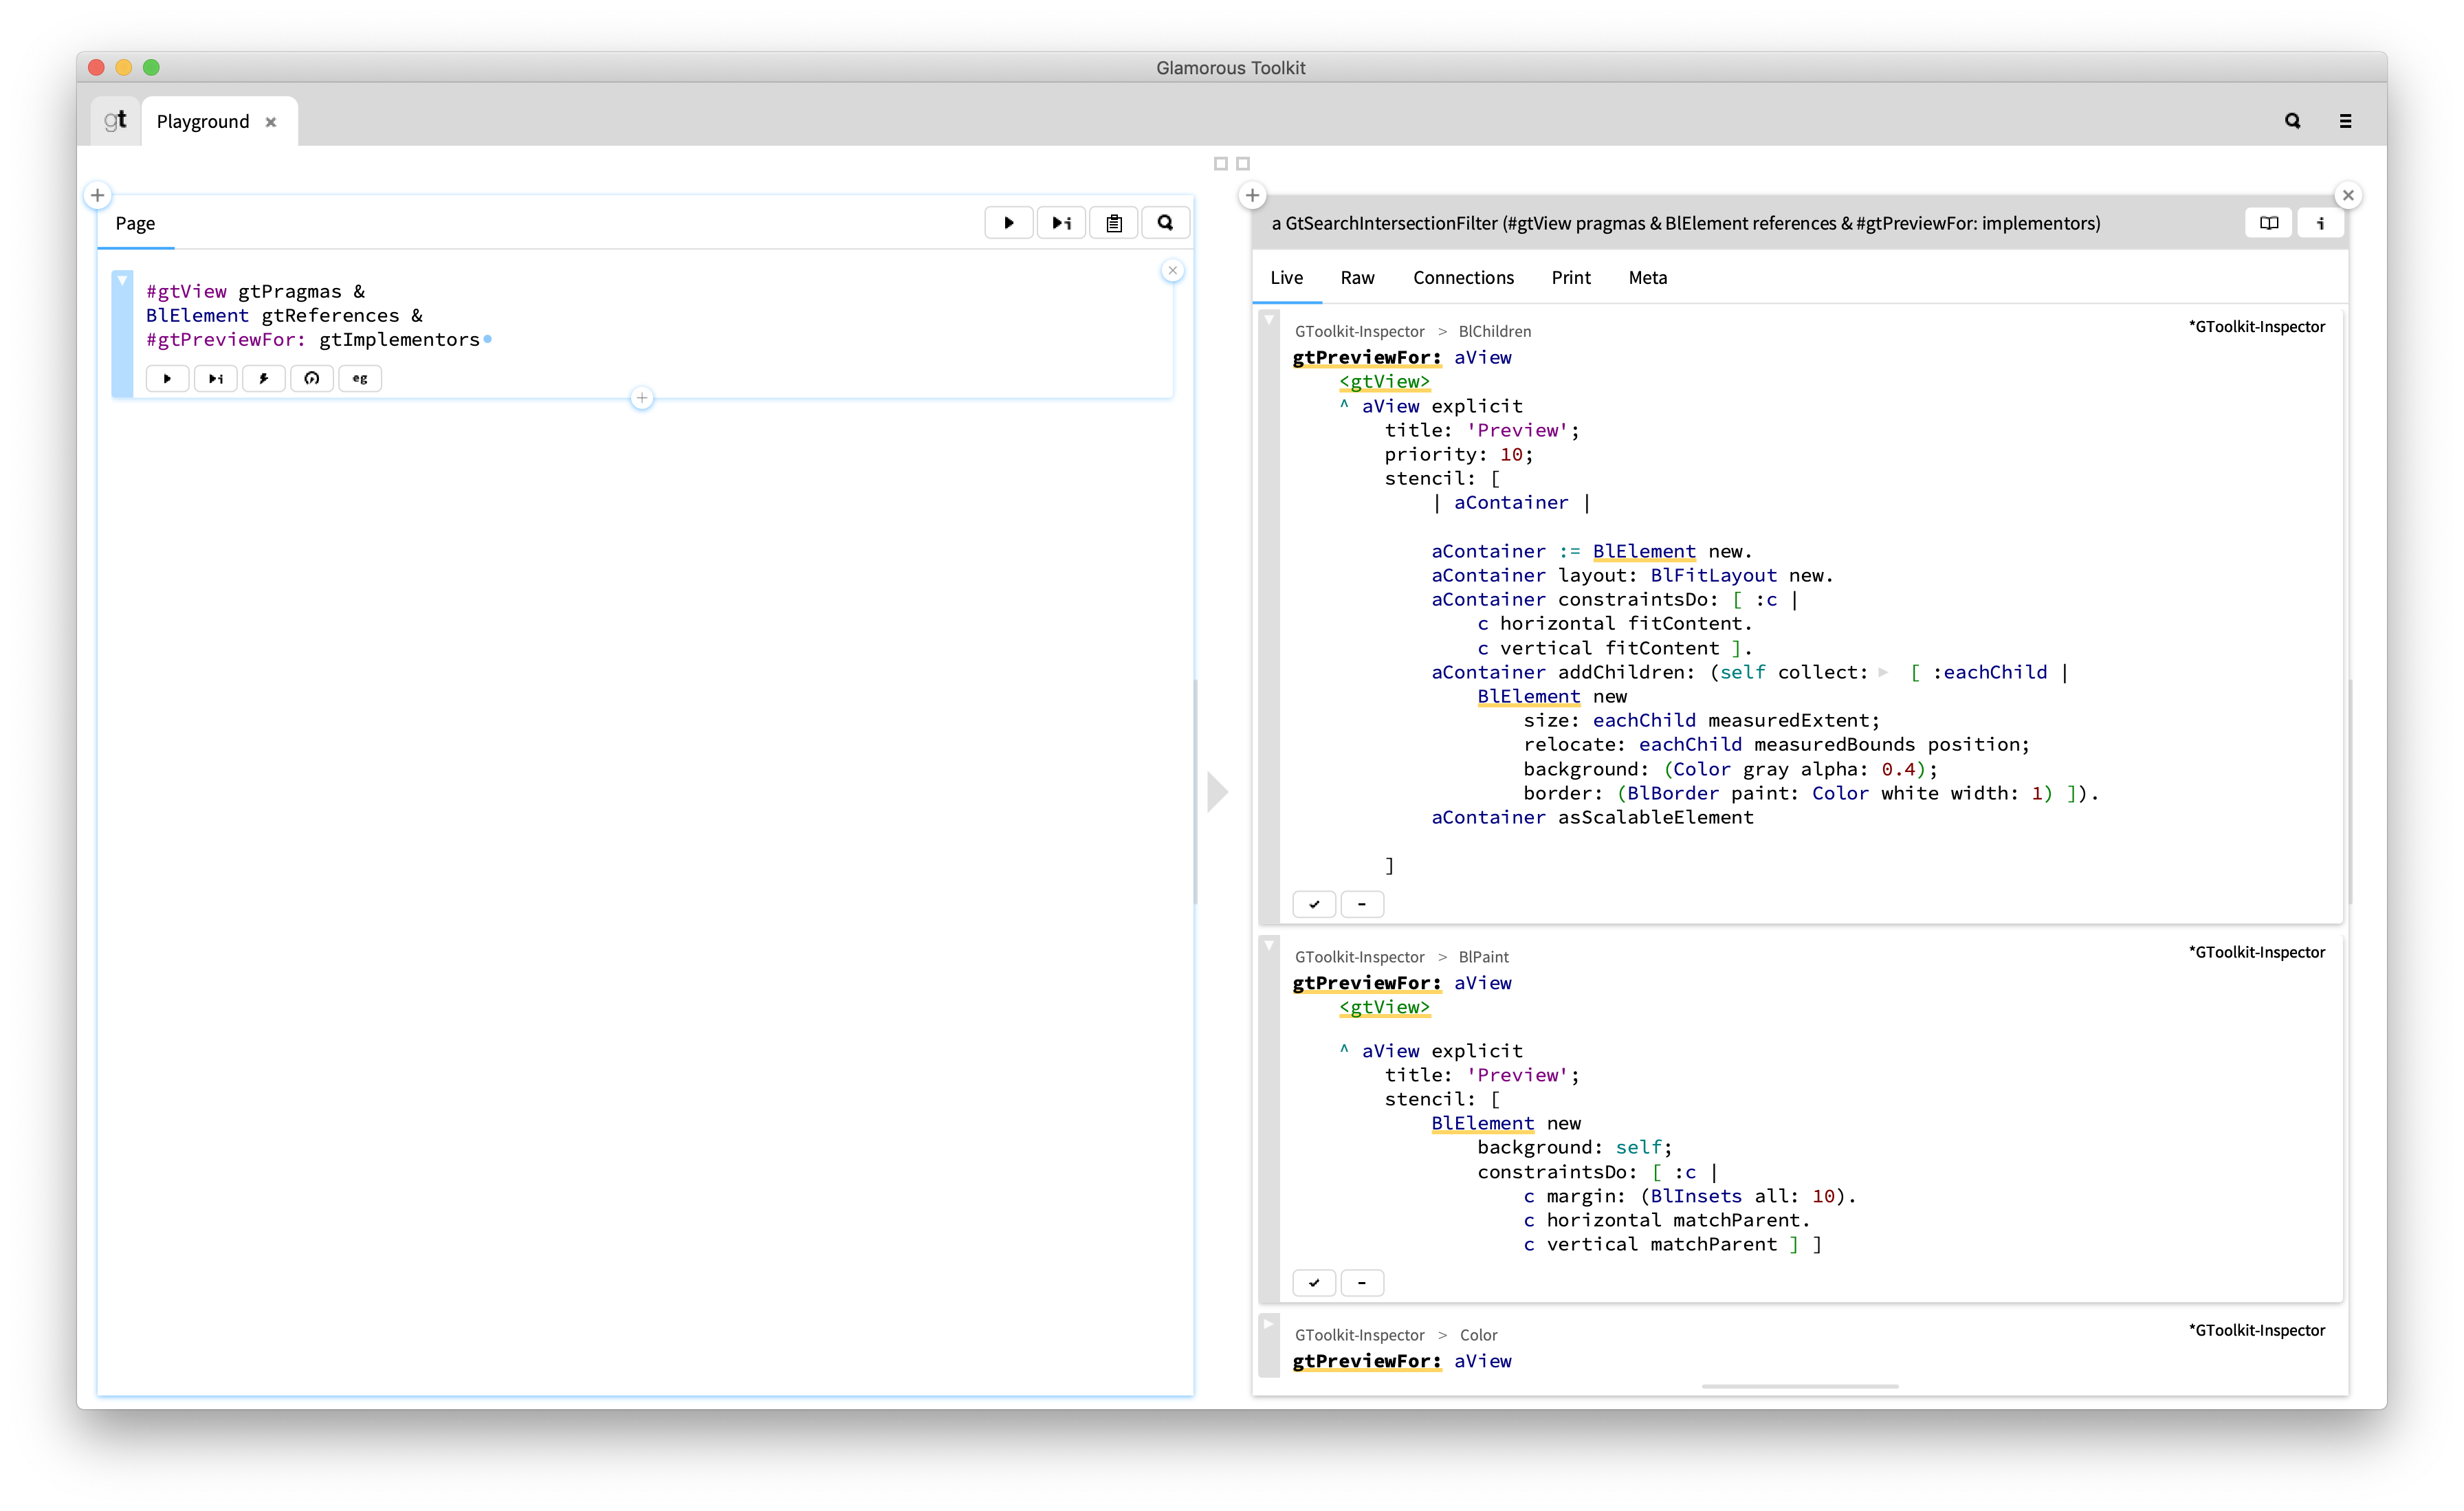 Glamorous Toolkit
gt
Playground
Page
#gtView gtPragmas &
BlElement gtReferences &
#gtPreviewFor: gtImplementors
i
i
eg
a GtSearchIntersectionFilter (#gtView pragmas & BlElement references & #gtPreviewFor: implementors)
i
Live Raw Connections Print Meta
GToolkit-Inspector > BlChildren *GToolkit-Inspector
gtPreviewFor: aView
<gtView>
^ aView explicit
title: 'Preview';
priority: 10;
stencil: [
| aContainer |
aContainer := BlElement new.
aContainer layout: BlFitLayout new.
aContainer constraintsDo: [ :c |
c horizontal fitContent.
c vertical fitContent ].
aContainer addChildren: (self collect: [ :eachChild |
BlElement new
size: eachChild measuredExtent;
relocate: eachChild measuredBounds position;
background: (Color gray alpha: 0.4);
border: (BlBorder paint: Color white width: 1) ]).
aContainer asScalableElement
]
GToolkit-Inspector > BlPaint *GToolkit-Inspector
gtPreviewFor: aView
<gtView>
^ aView explicit
title: 'Preview';
stencil: [
BlElement new
background: self;
constraintsDo: [ :c |
c margin: (BlInsets all: 10).
c horizontal matchParent.
c vertical matchParent ] ]
GToolkit-Inspector > Color *GToolkit-Inspector
gtPreviewFor: aView